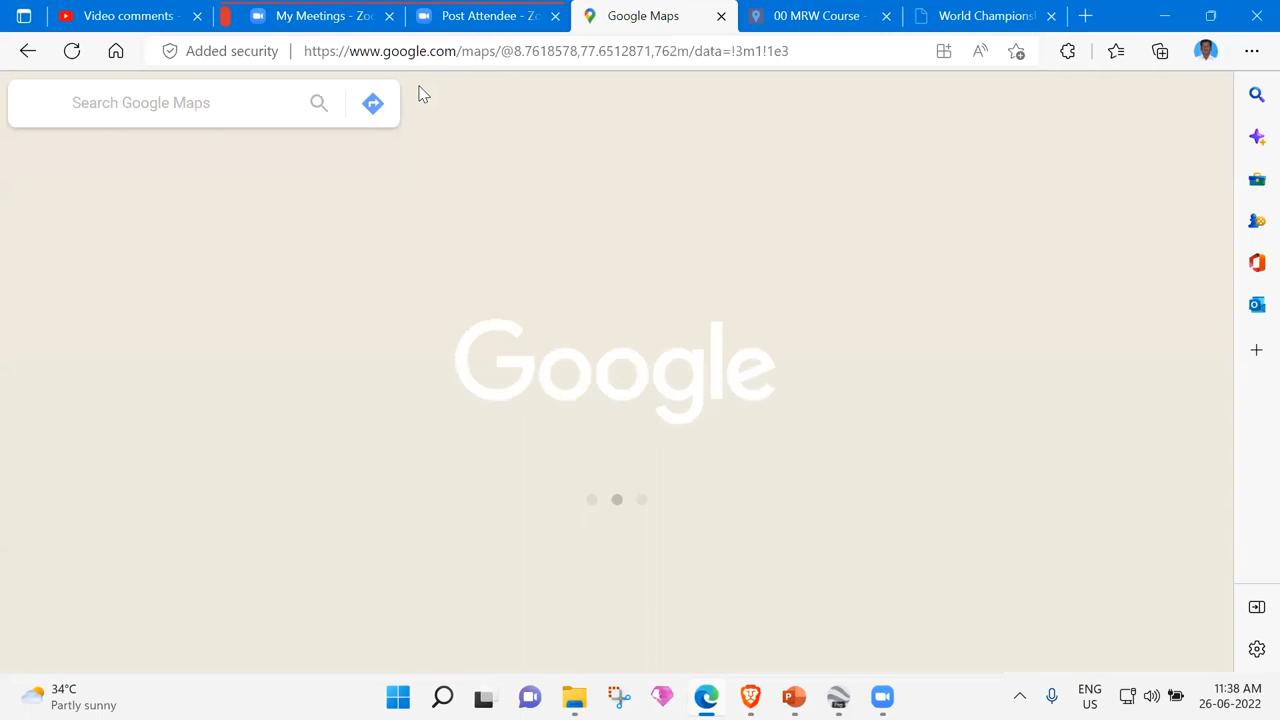 Video comments -
My Meetings - Zoo
Post Attendee - Zo
Google Maps
00 MRW Course -
World Champions
Added security
https://www.google.com/maps/@8.7618578,77.6512871,762m/data=!3m1!1e3
Search Google Maps
Google
34°C
Partly sunny
ENG
US
11:38 AM
26-06-2022